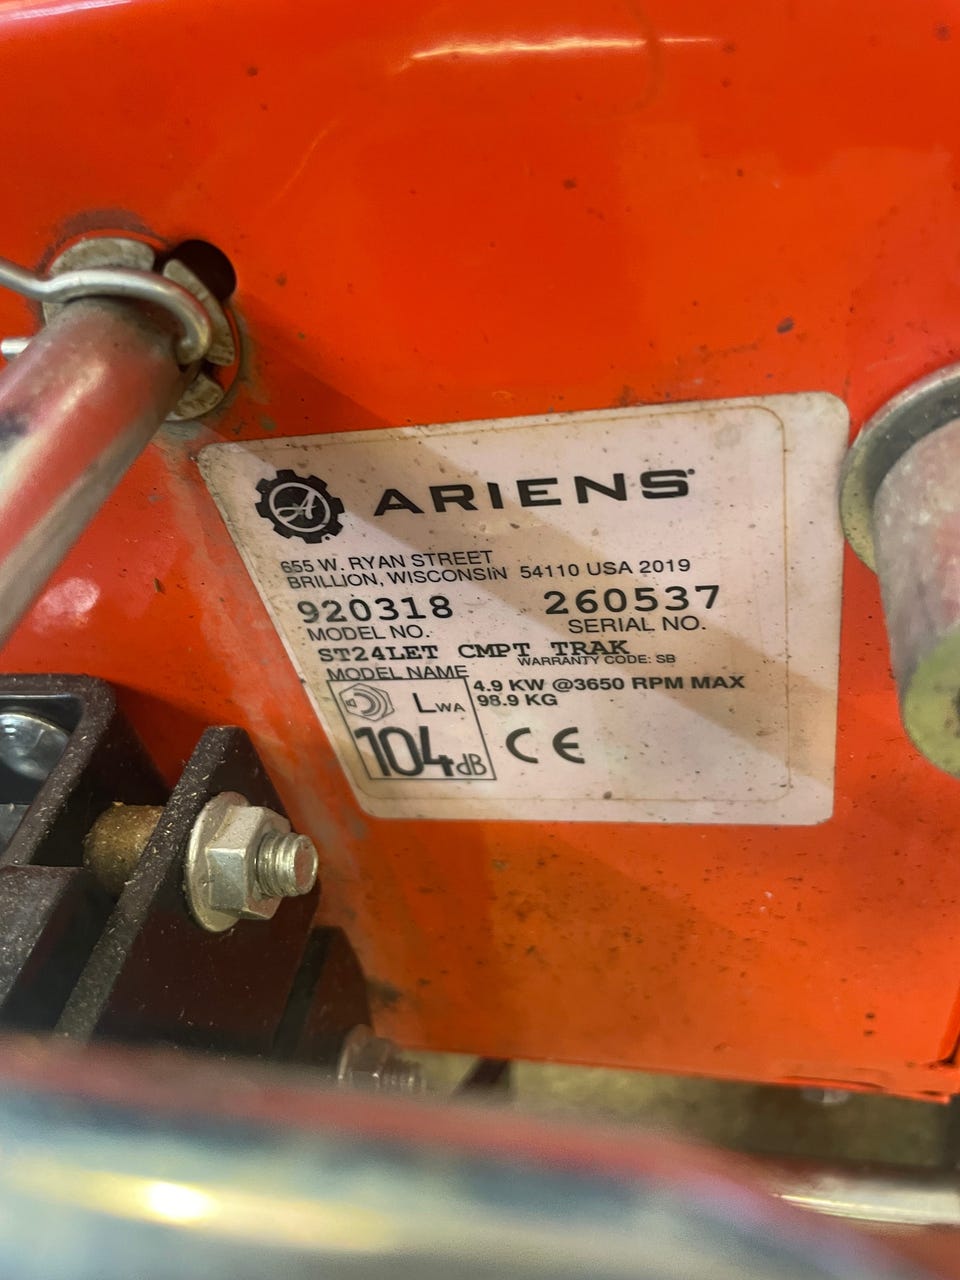 ARIENS
655 W. RYAN STREET
BRILLION, WISCONSIN 54110 USA 2019
920318 260537
MODEL NO. SERIAL NO.
ST24LET CMPT TRAK
MODEL NAME WARRANTY CODE: SB
4.9 KW @3650 RPM MAX
98.9 KG
LWA
104dB
CE